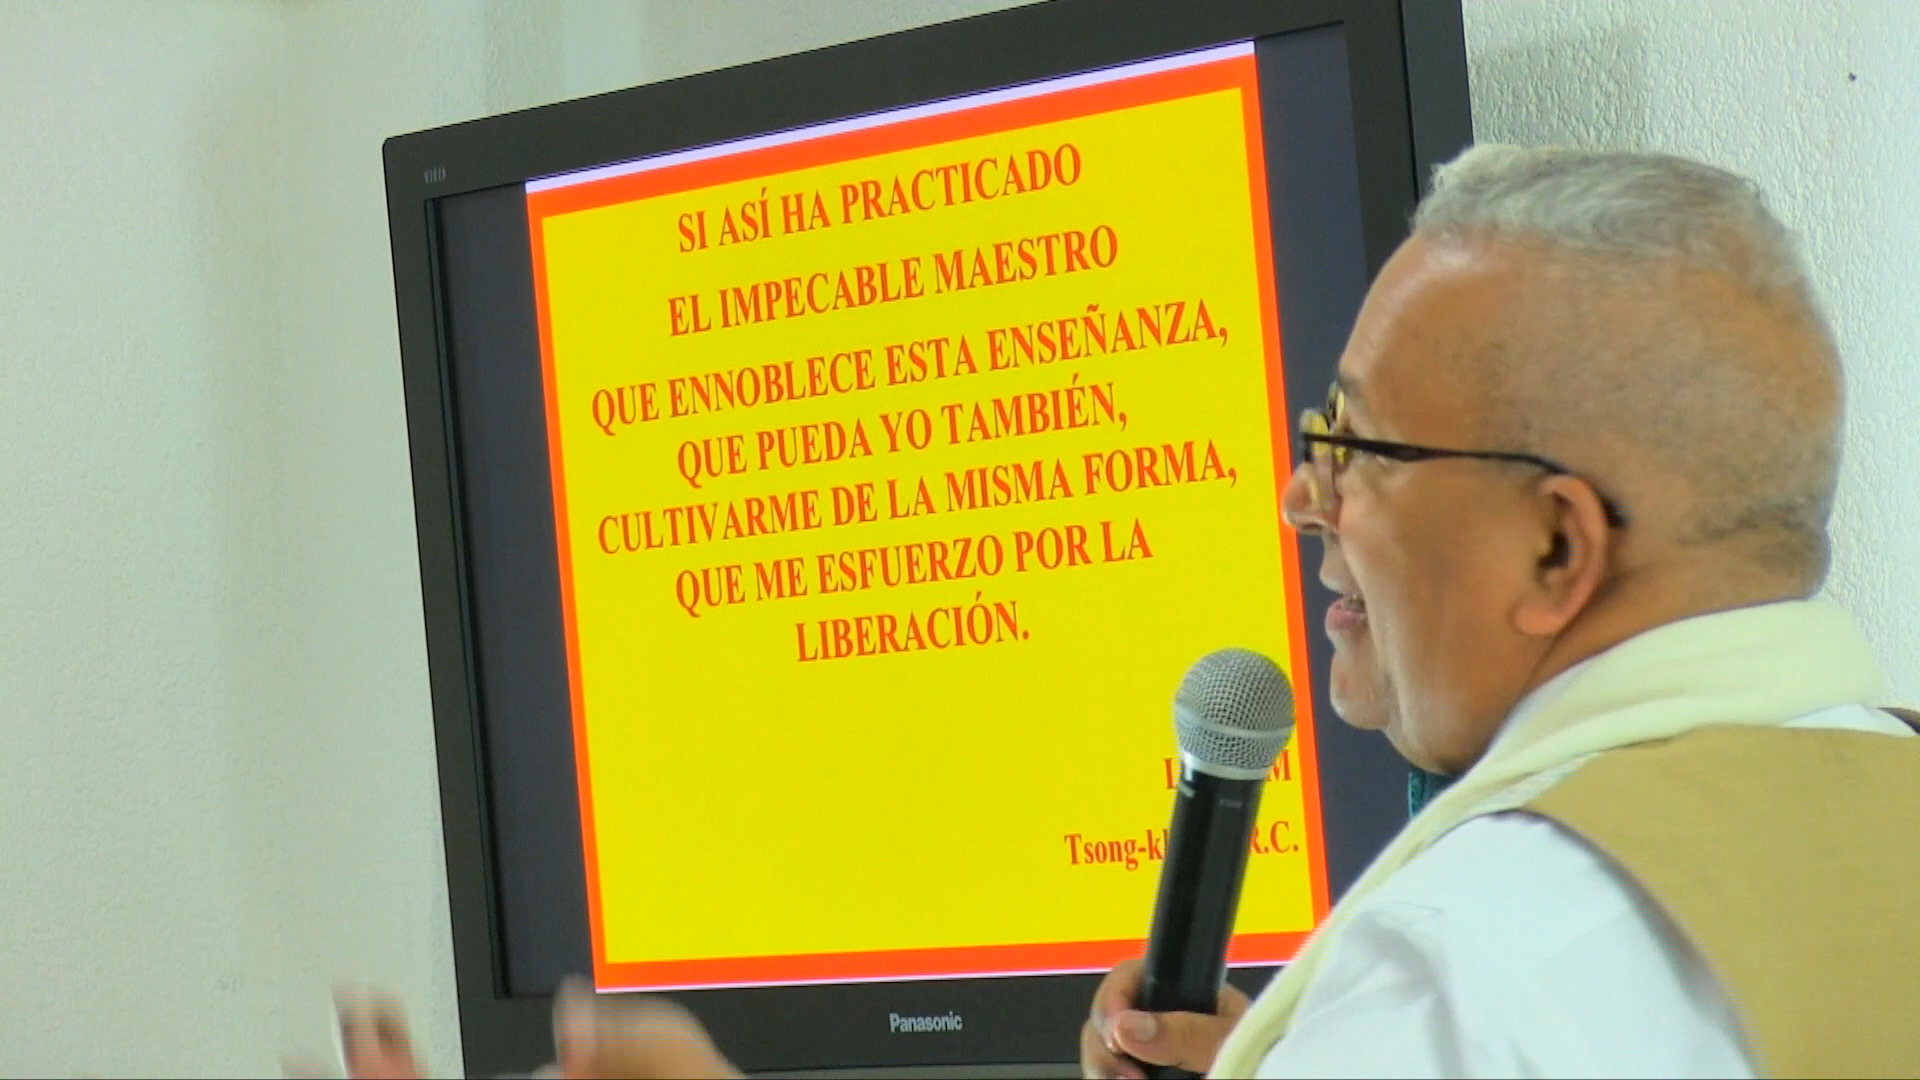 VIERA
SI ASÍ HA PRACTICADO
EL IMPECABLE MAESTRO
QUE ENNOBLECE ESTA ENSEÑANZA,
QUE PUEDA YO TAMBIÉN,
CULTIVARME DE LA MISMA FORMA,
QUE ME ESFUERZO POR LA
LIBERACIÓN.
Panasonic